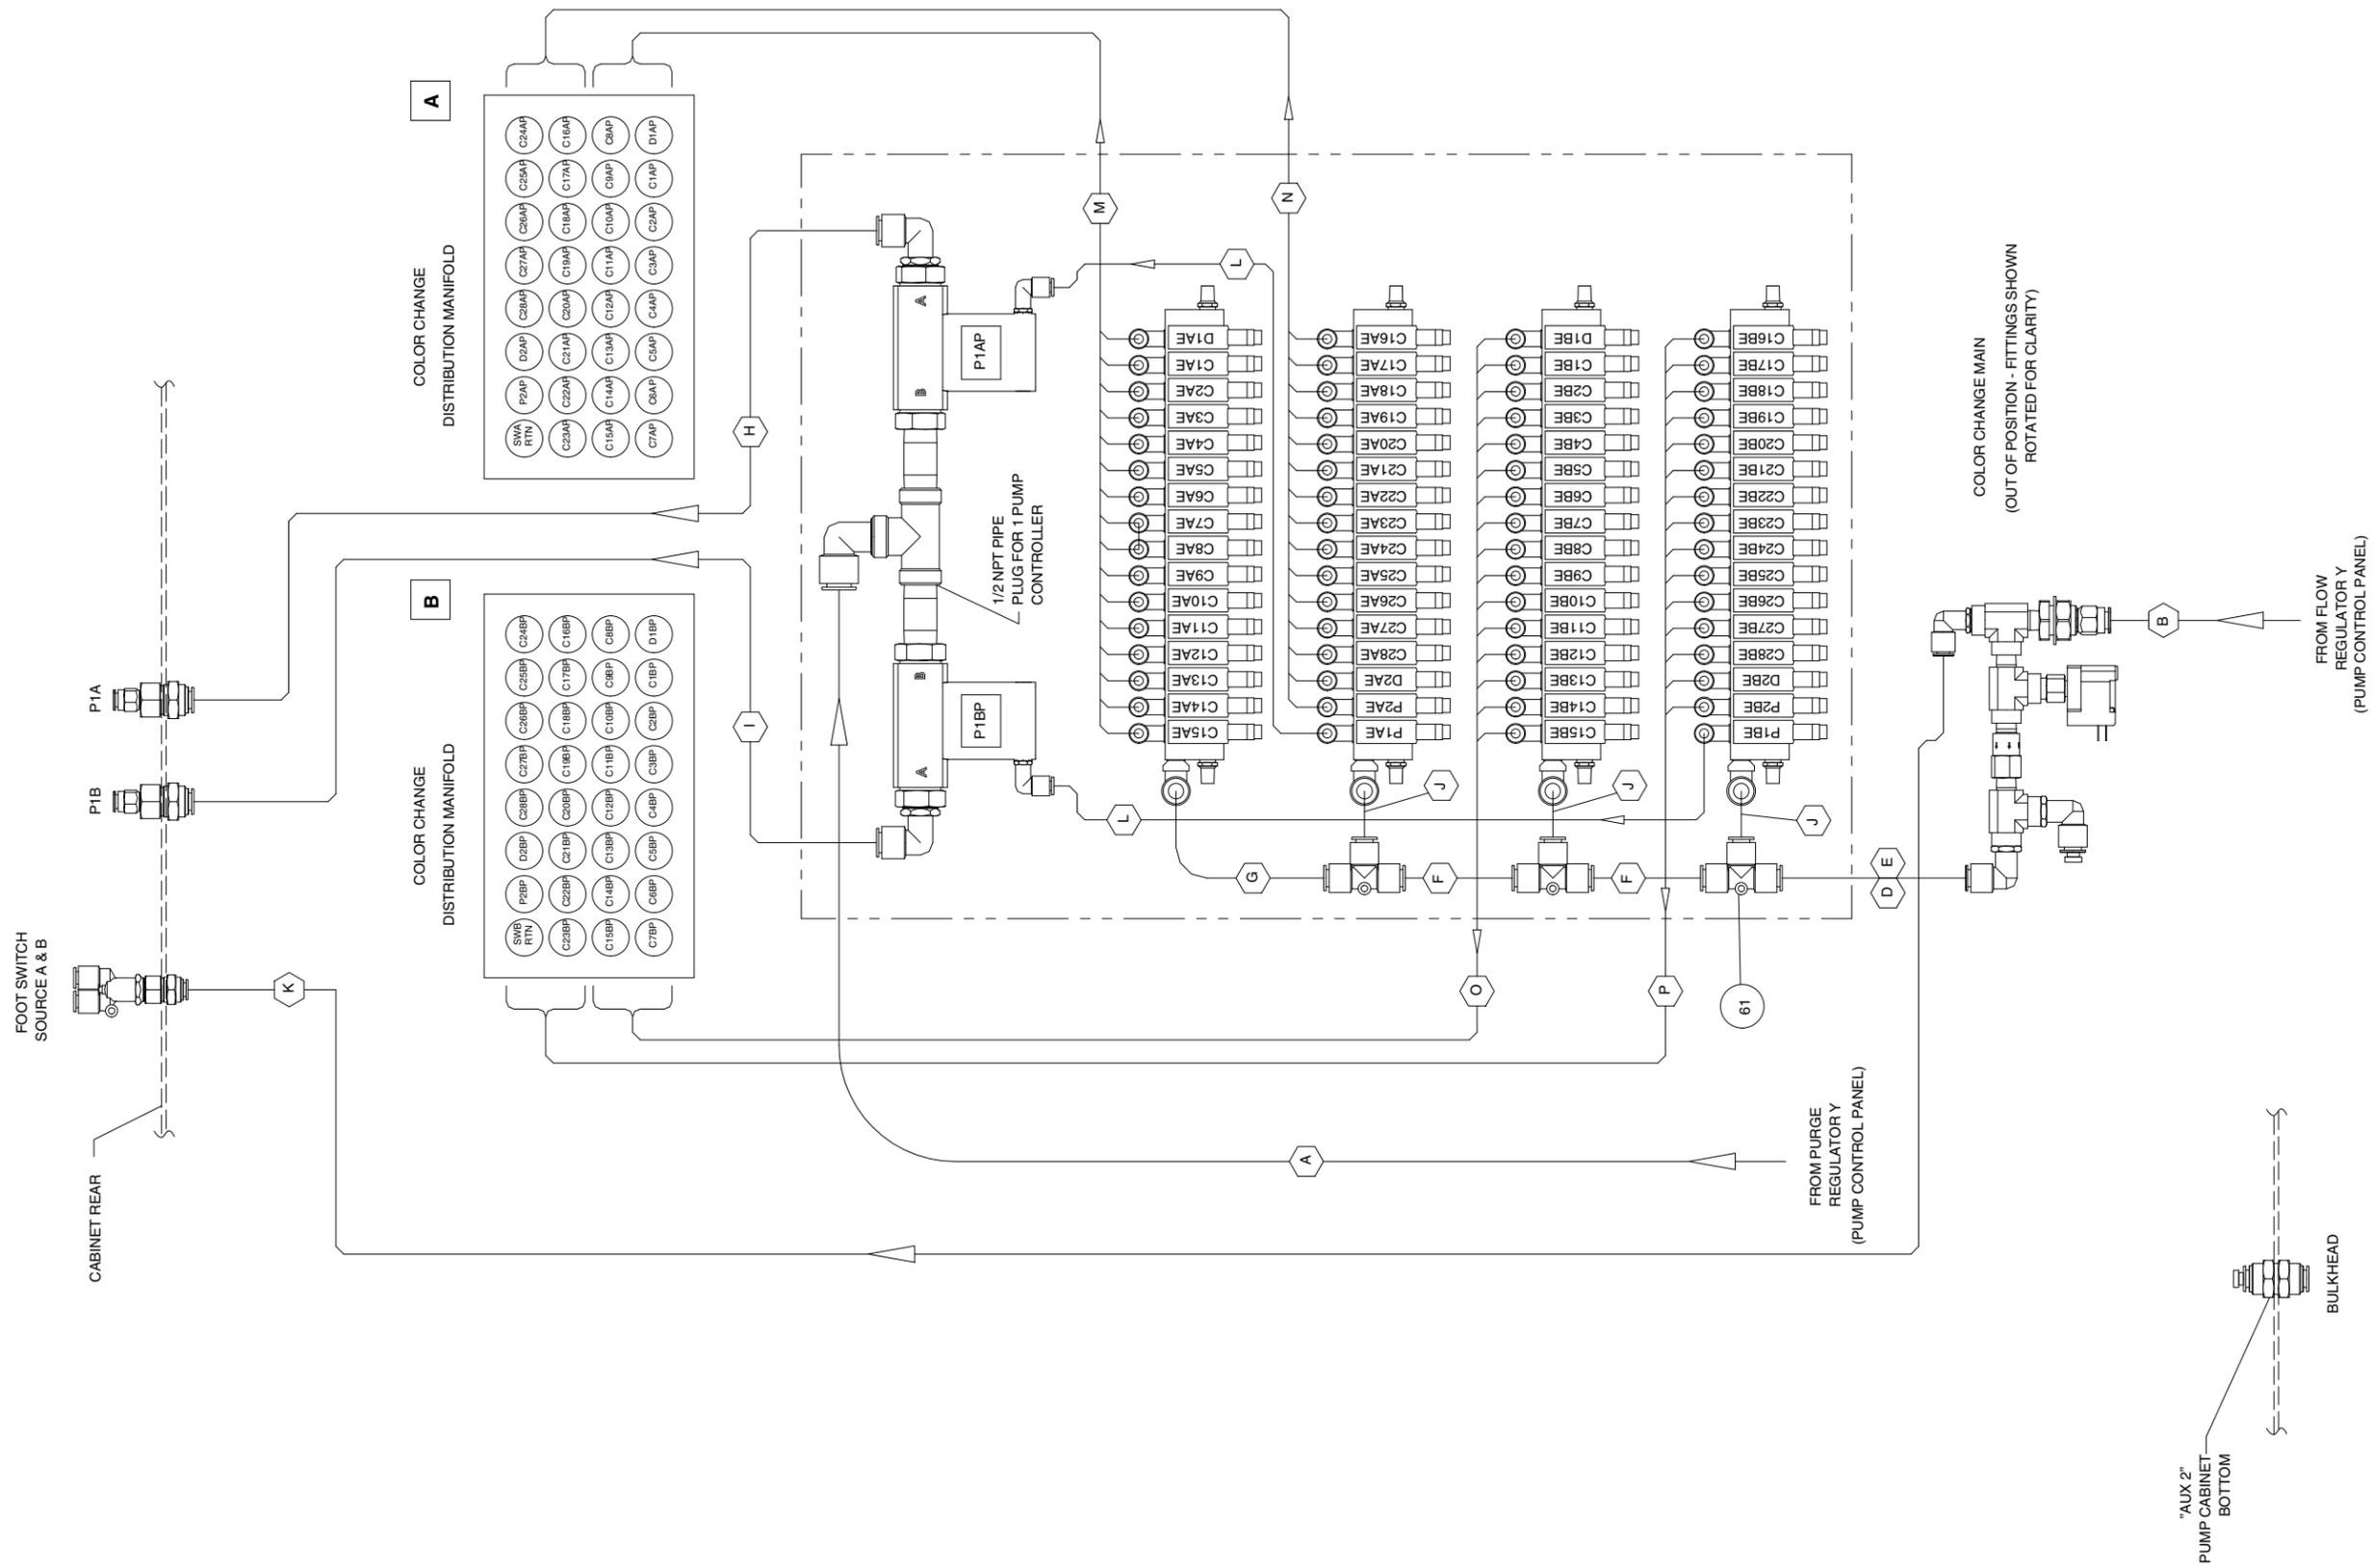 FOOT SWITCH
SOURCE A & B
CABINET REAR
P1B
P1A
K
B
COLOR CHANGE
DISTRIBUTION MANIFOLD
SWB
RTN
P2BP
D2BP
C28BP
C27BP
C26BP
C25BP
C24BP
C23BP
C22BP
C21BP
C20BP
C19BP
C18BP
C17BP
C16BP
C15BP
C14BP
C13BP
C12BP
C11BP
C10BP
C9BP
C8BP
C7BP
C6BP
C5BP
C4BP
C3BP
C2BP
C1BP
D1BP
A
COLOR CHANGE
DISTRIBUTION MANIFOLD
SWA
RTN
P2AP
D2AP
C28AP
C27AP
C26AP
C25AP
C24AP
C23AP
C22AP
C21AP
C20AP
C19AP
C18AP
C17AP
C16AP
C15AP
C14AP
C13AP
C12AP
C11AP
C10AP
C9AP
C8AP
C7AP
C6AP
C5AP
C4AP
C3AP
C2AP
C1AP
D1AP
I
H
A
B
B
A
P1BP
P1AP
1/2 NPT PIPE
PLUG FOR 1 PUMP
CONTROLLER
L
M
C15AE
C14AE
C13AE
C12AE
C11AE
C10AE
C9AE
C8AE
C7AE
C6AE
C5AE
C4AE
C3AE
C2AE
C1AE
D1AE
G
L
N
A
P1AE
P2AE
D2AE
C28AE
C27AE
C26AE
C25AE
C24AE
C23AE
C22AE
C21AE
C20AE
C19AE
C18AE
C17AE
C16AE
F
J
O
C15BE
C14BE
C13BE
C12BE
C11BE
C10BE
C9BE
C8BE
C7BE
C6BE
C5BE
C4BE
C3BE
C2BE
C1BE
D1BE
F
J
P
61
P1BE
P2BE
D2BE
C28BE
C27BE
C26BE
C25BE
C24BE
C23BE
C22BE
C21BE
C20BE
C19BE
C18BE
C17BE
C16BE
J
FROM PURGE
REGULATOR Y
(PUMP CONTROL PANEL)
D
E
COLOR CHANGE MAIN
(OUT OF POSITION - FITTINGS SHOWN
ROTATED FOR CLARITY)
B
"AUX 2"
PUMP CABINET
BOTTOM
BULKHEAD
FROM FLOW
REGULATOR Y
(PUMP CONTROL PANEL)